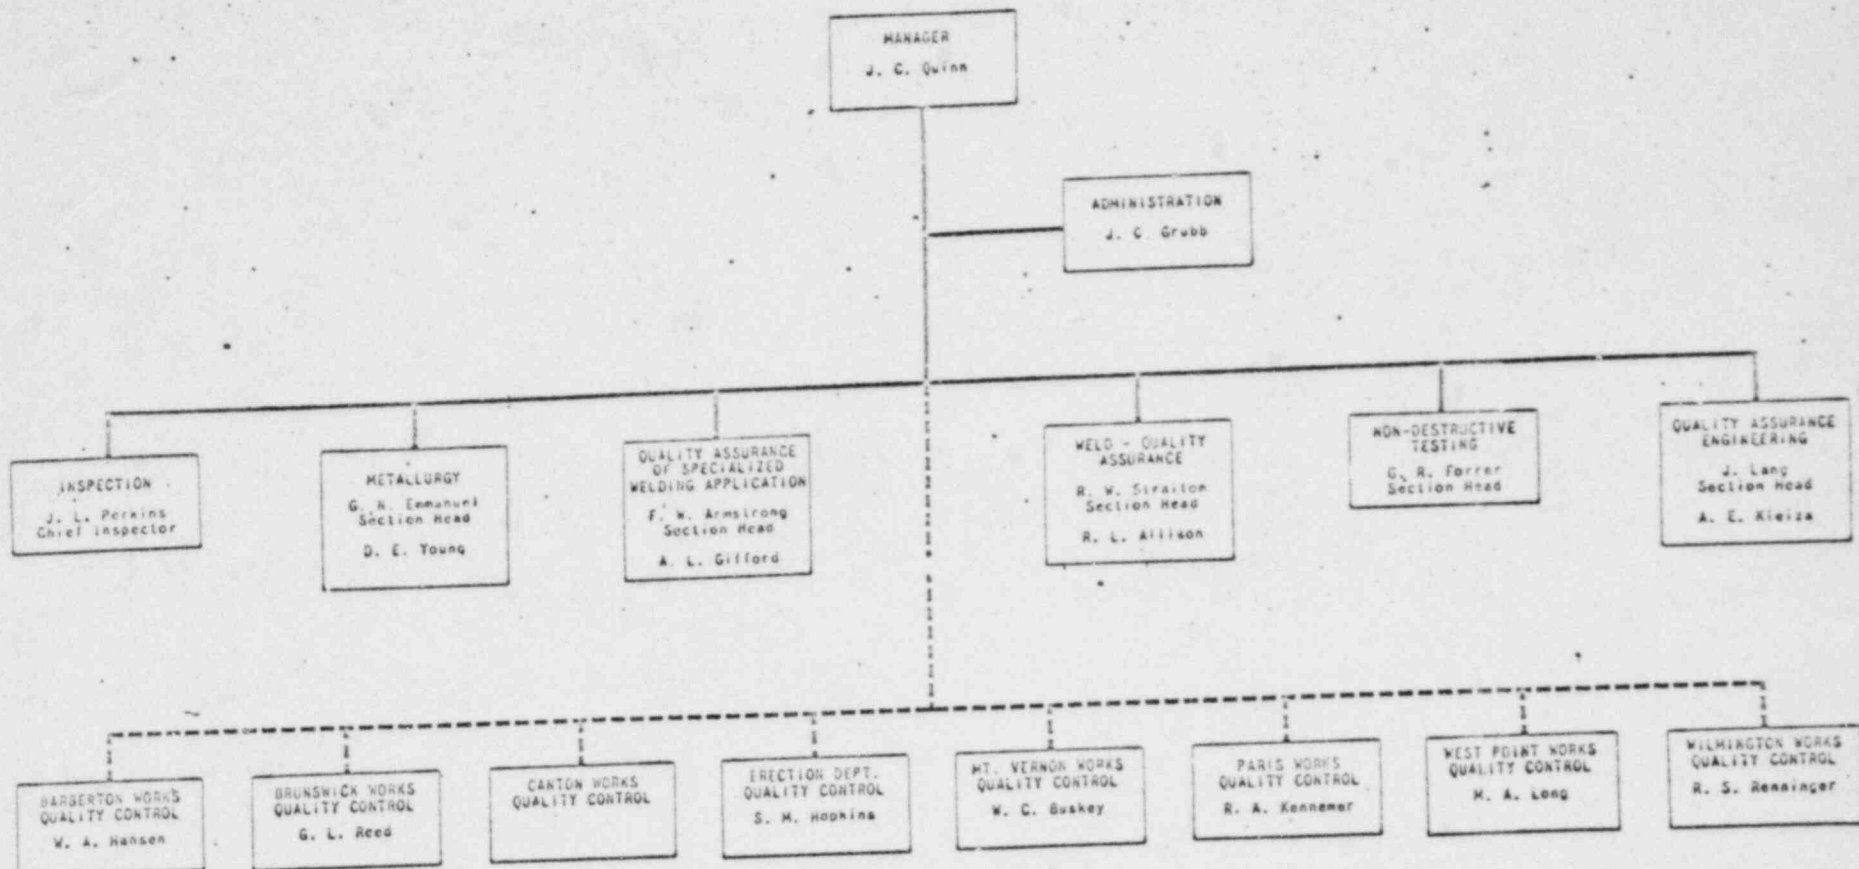 MANAGER
J. C. Quinn
ADMINISTRATION
J. C. Grubb
INSPECTION
J. L. Perkins
Chief Inspector
METALLURGY
G. N. Emmanuel
Section Head
D. E. Young
QUALITY ASSURANCE
OF SPECIALIZED
WELDING APPLICATION
F. W. Armstrong
Section Head
A. L. Gifford
WELD - QUALITY
ASSURANCE
R. W. Straiton
Section Head
R. L. Allison
NON-DESTRUCTIVE
TESTING
G. R. Forrer
Section Head
QUALITY ASSURANCE
ENGINEERING
J. Lang
Section Head
A. E. Kleiza
BARBERTON WORKS
QUALITY CONTROL
W. A. Hansen
BRUNSWICK WORKS
QUALITY CONTROL
G. L. Reed
CANTON WORKS
QUALITY CONTROL
ERECTION DEPT.
QUALITY CONTROL
S. M. Hopkins
MT. VERNON WORKS
QUALITY CONTROL
W. C. Buskey
PARIS WORKS
QUALITY CONTROL
R. A. Kennemer
WEST POINT WORKS
QUALITY CONTROL
M. A. Long
WILMINGTON WORKS
QUALITY CONTROL
R. S. Renninger